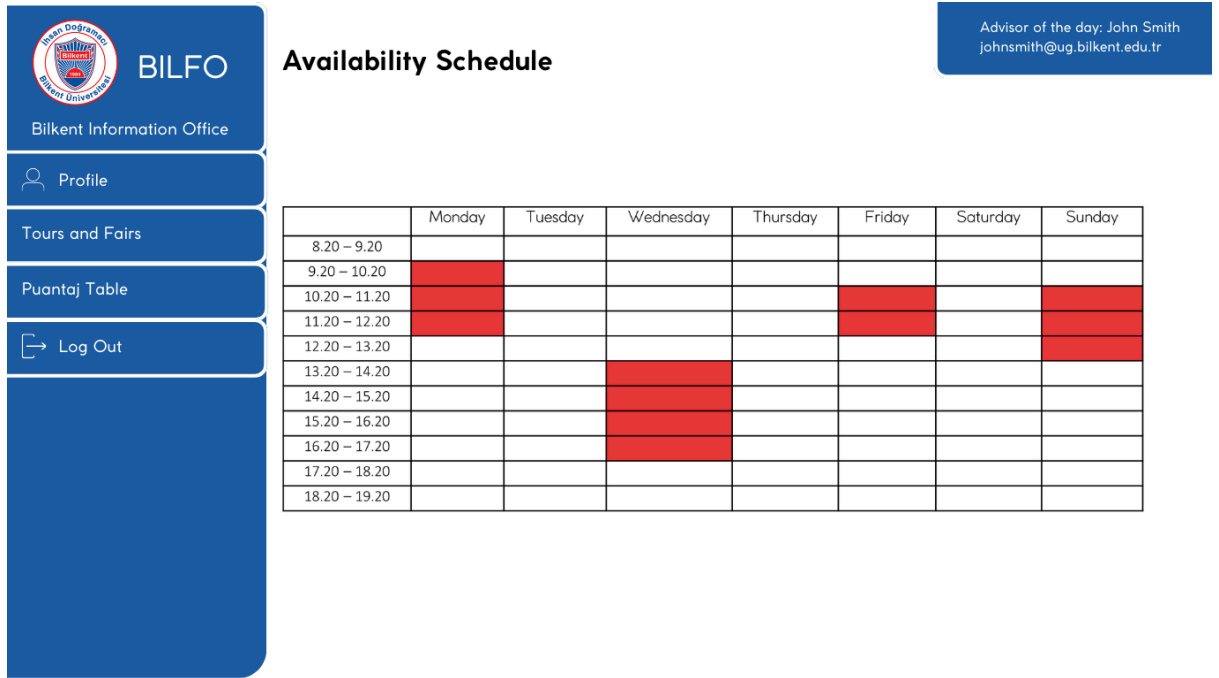 İhsan Doğramacı
Bilkent
Bilkent Üniversitesi
BILFO
Bilkent Information Office
Profile
Tours and Fairs
Puantaj Table
Log Out
Availability Schedule
Advisor of the day: John Smith
johnsmith@ug.bilkent.edu.tr
Monday Tuesday Wednesday Thursday Friday Saturday Sunday
8.20 – 9.20
9.20 – 10.20
10.20 – 11.20
11.20 – 12.20
12.20 – 13.20
13.20 – 14.20
14.20 – 15.20
15.20 – 16.20
16.20 – 17.20
17.20 – 18.20
18.20 – 19.20